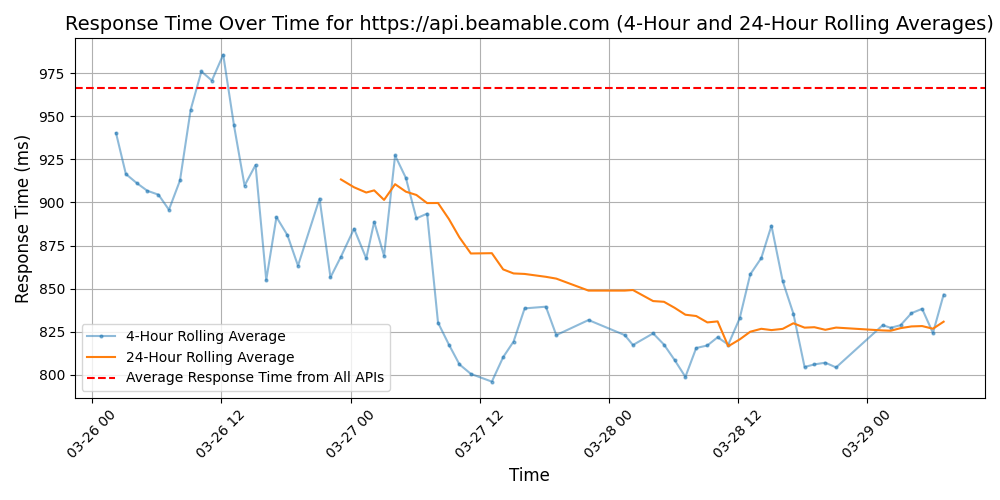 Response Time Over Time for https://api.beamable.com (4-Hour and 24-Hour Rolling Averages)
Response Time (ms)
975
950
925
900
875
850
825
800
4-Hour Rolling Average
24-Hour Rolling Average
Average Response Time from All APIs
03-26 00
03-26 12
03-27 00
03-27 12
03-28 00
03-28 12
03-29 00
Time